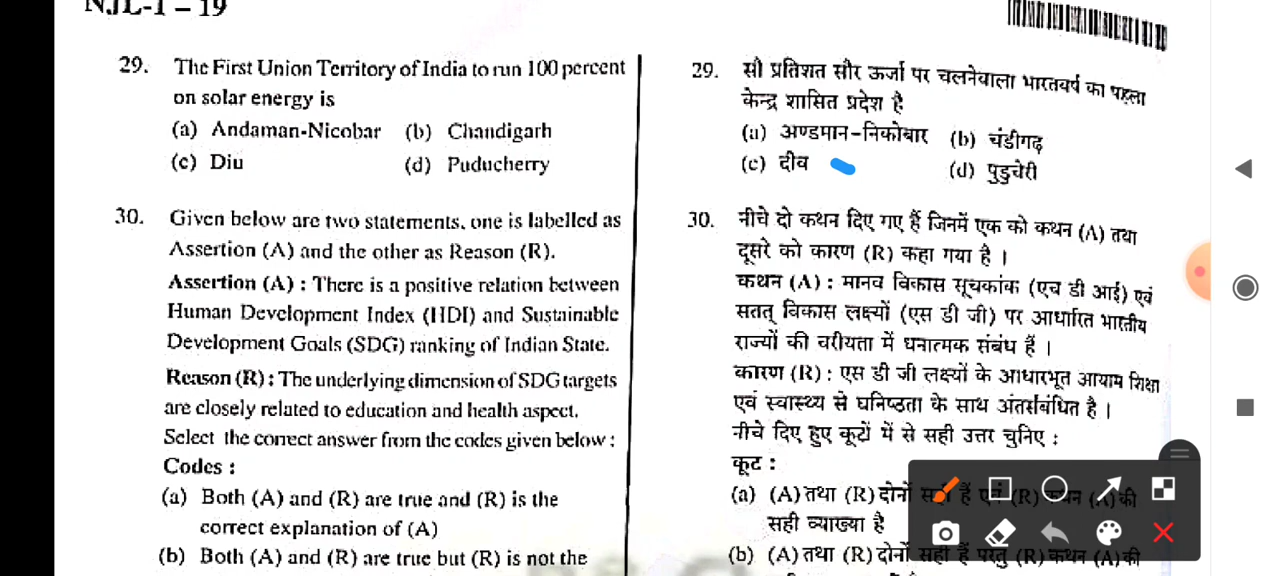 NJL-1 – 19
29. The First Union Territory of India to run 100 percent
on solar energy is
(a) Andaman-Nicobar (b) Chandigarh
(c) Diu (d) Puducherry
30. Given below are two statements, one is labelled as
Assertion (A) and the other as Reason (R).
Assertion (A) : There is a positive relation between
Human Development Index (HDI) and Sustainable
Development Goals (SDG) ranking of Indian State.
Reason (R) : The underlying dimension of SDG targets
are closely related to education and health aspect.
Select the correct answer from the codes given below :
Codes :
(a) Both (A) and (R) are true and (R) is the
correct explanation of (A)
(b) Both (A) and (R) are true but (R) is not the
29. सौ प्रतिशत सौर ऊर्जा पर चलनेवाला भारतवर्ष का पहला
केन्द्र शासित प्रदेश है
(a) अण्डमान-निकोबार (b) चंडीगढ़
(c) दीव (d) पुडुचेरी
30. नीचे दो कथन दिए गए हैं जिनमें एक को कथन (A) तथा
दूसरे को कारण (R) कहा गया है ।
कथन (A) : मानव विकास सूचकांक (एच डी आई) एवं
सतत् विकास लक्ष्यों (एस डी जी) पर आधारित भारतीय
राज्यों की वरीयता में धनात्मक संबंध हैं ।
कारण (R) : एस डी जी लक्ष्यों के आधारभूत आयाम शिक्षा
एवं स्वास्थ्य से घनिष्ठता के साथ अंतर्संबंधित है ।
नीचे दिए हुए कूटों में से सही उत्तर चुनिए :
कूट :
(a) (A) तथा (R) दोनों सही हैं एवं (R) कथन (A) की
सही व्याख्या है
(b) (A) तथा (R) दोनों सही हैं परंतु (R) कथन (A) की